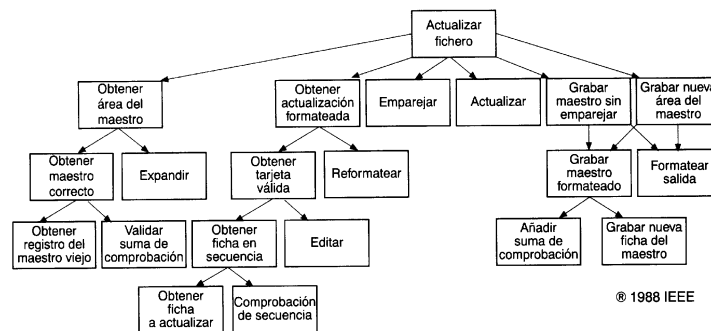 Actualizar
fichero
Obtener
área del
maestro
Obtener
actualización
formateada
Emparejar
Actualizar
Grabar
maestro sin
emparejar
Grabar nueva
área del
maestro
Obtener
maestro
correcto
Expandir
Obtener
tarjeta
válida
Reformatear
Grabar
maestro
formateado
Formatear
salida
Obtener
registro del
maestro viejo
Validar
suma de
comprobación
Obtener
ficha en
secuencia
Editar
Añadir
suma de
comprobación
Grabar nueva
ficha del
maestro
Obtener
ficha
a actualizar
Comprobación
de secuencia
® 1988 IEEE